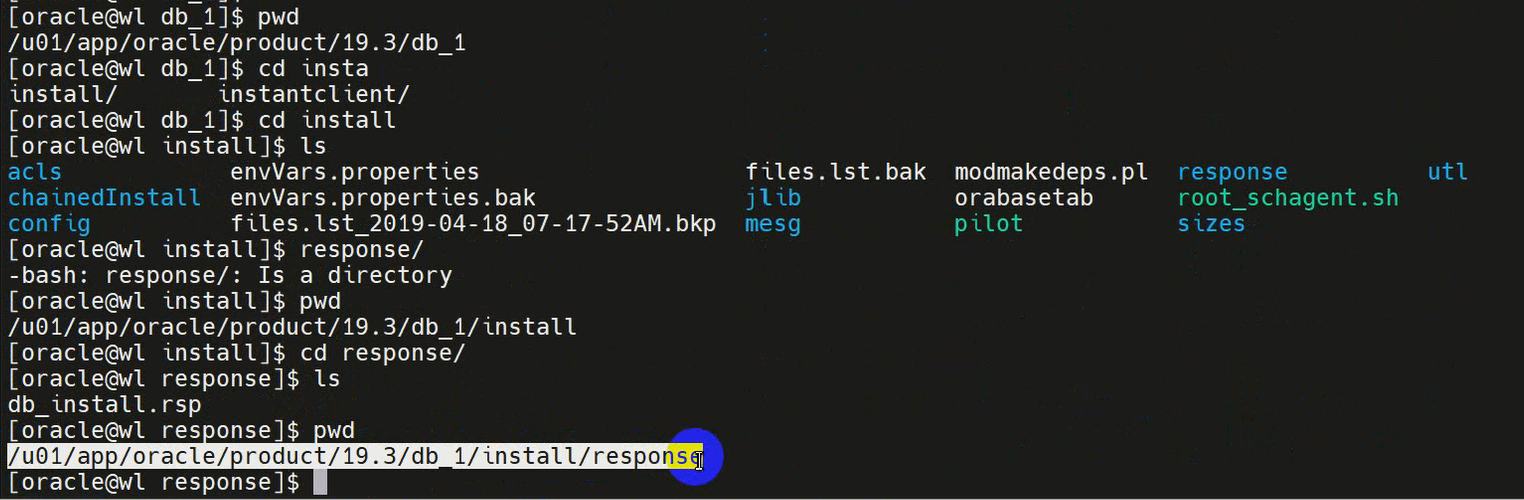 [oracle@wl db_1]$ pwd
/u01/app/oracle/product/19.3/db_1
[oracle@wl db_1]$ cd insta
install/       instantclient/
[oracle@wl db_1]$ cd install
[oracle@wl install]$ ls
acls            envVars.properties                    files.lst.bak  modmakedeps.pl  response          utl
chainedInstall  envVars.properties.bak                jlib           orabasetab      root_schagent.sh
config          files.lst_2019-04-18_07-17-52AM.bkp  mesg           pilot           sizes
[oracle@wl install]$ response/
-bash: response/: Is a directory
[oracle@wl install]$ pwd
/u01/app/oracle/product/19.3/db_1/install
[oracle@wl install]$ cd response/
[oracle@wl response]$ ls
db_install.rsp
[oracle@wl response]$ pwd
/u01/app/oracle/product/19.3/db_1/install/response
[oracle@wl response]$